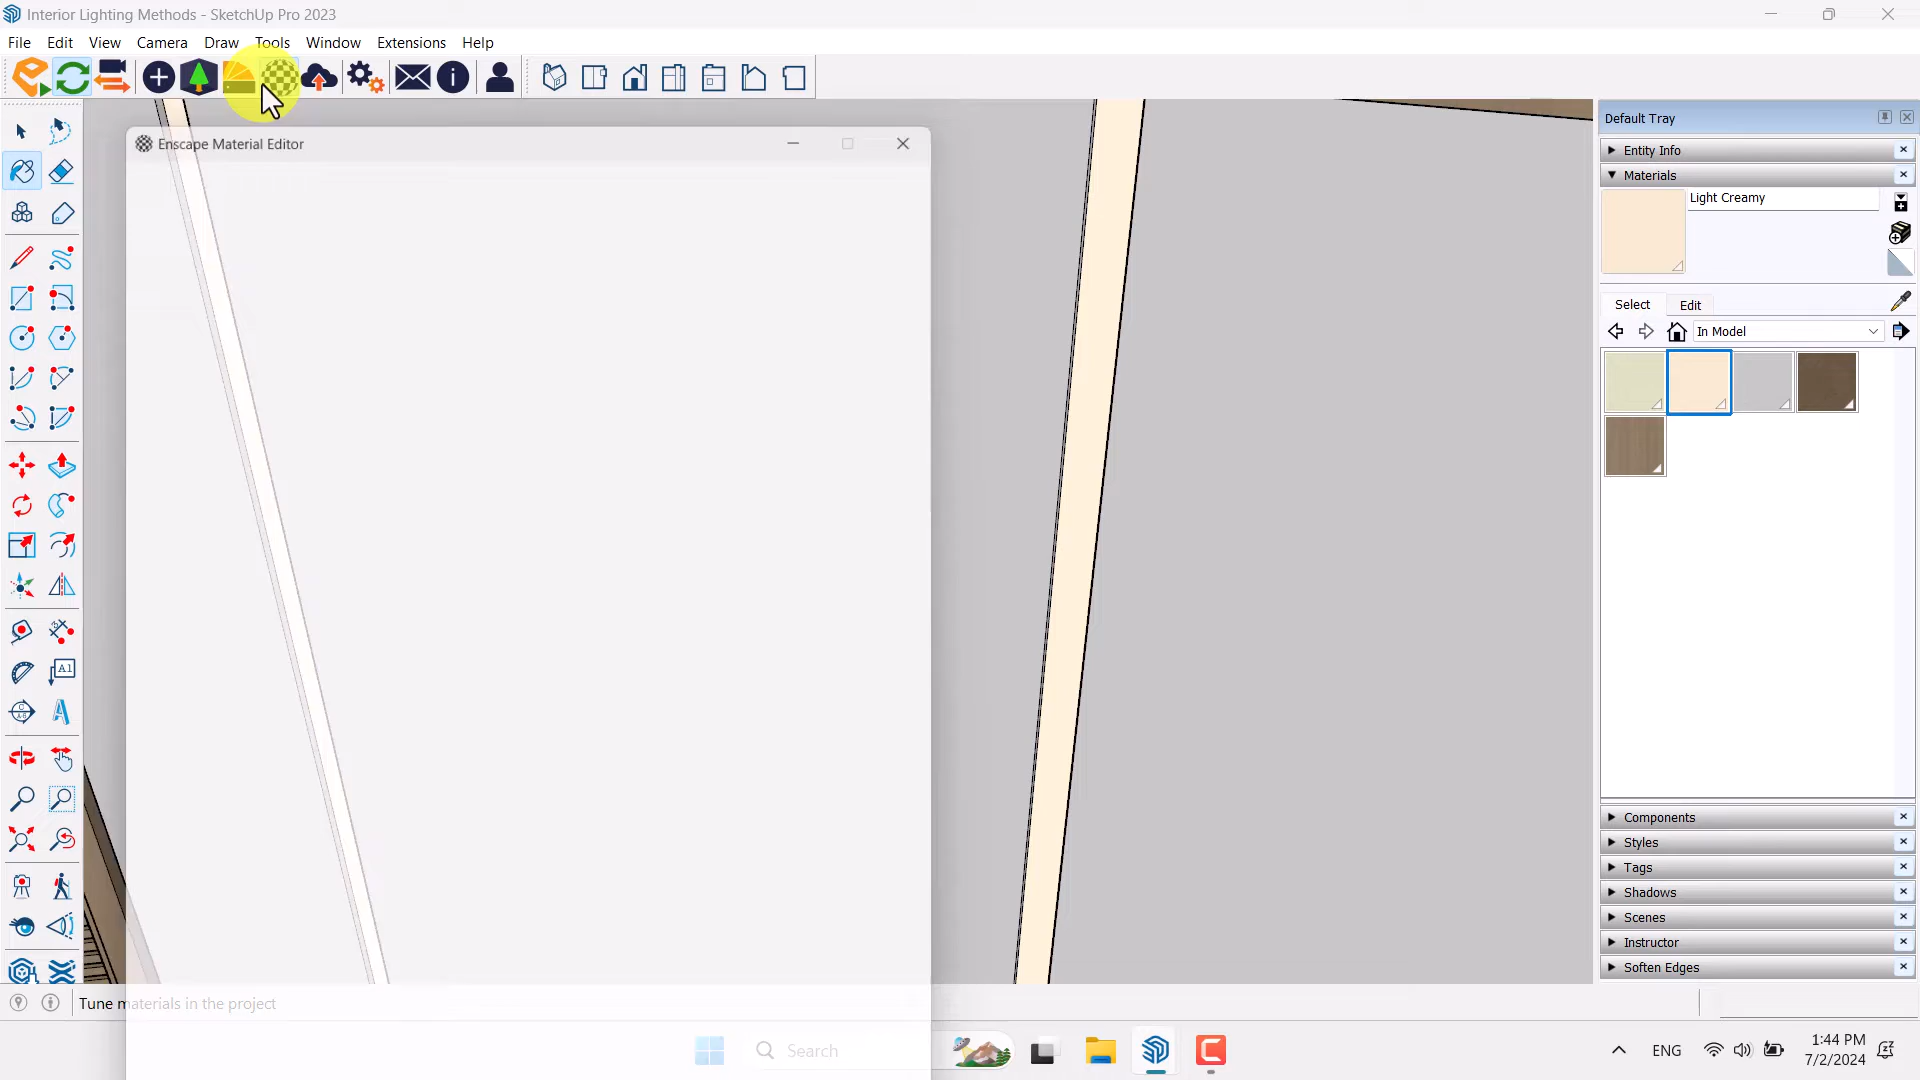 Interior Lighting Methods - SketchUp Pro 2023
File Edit View Camera Draw Tools Window Extensions Help
Enscape Material Editor
Default Tray
Entity Info
Materials
Light Creamy
Select Edit
In Model
Components
Styles
Tags
Shadows
Scenes
Instructor
Soften Edges
Tune materials in the project
Search
ENG
1:44 PM
7/2/2024